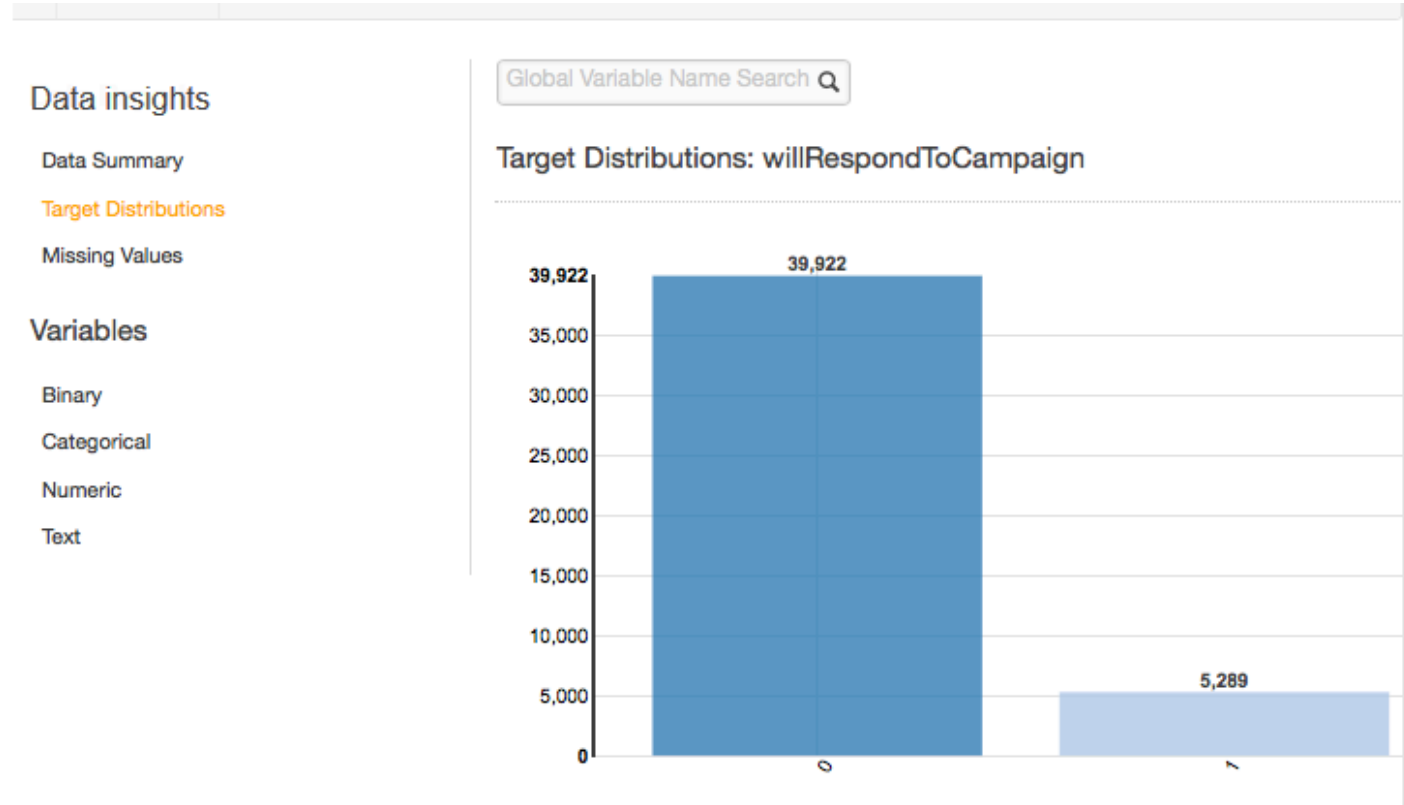 Data insights
Data Summary
Target Distributions
Missing Values
Variables
Binary
Categorical
Numeric
Text
Global Variable Name Search
Target Distributions: willRespondToCampaign
39,922
39,922
35,000
30,000
25,000
20,000
15,000
10,000
5,289
5,000
0
0
1